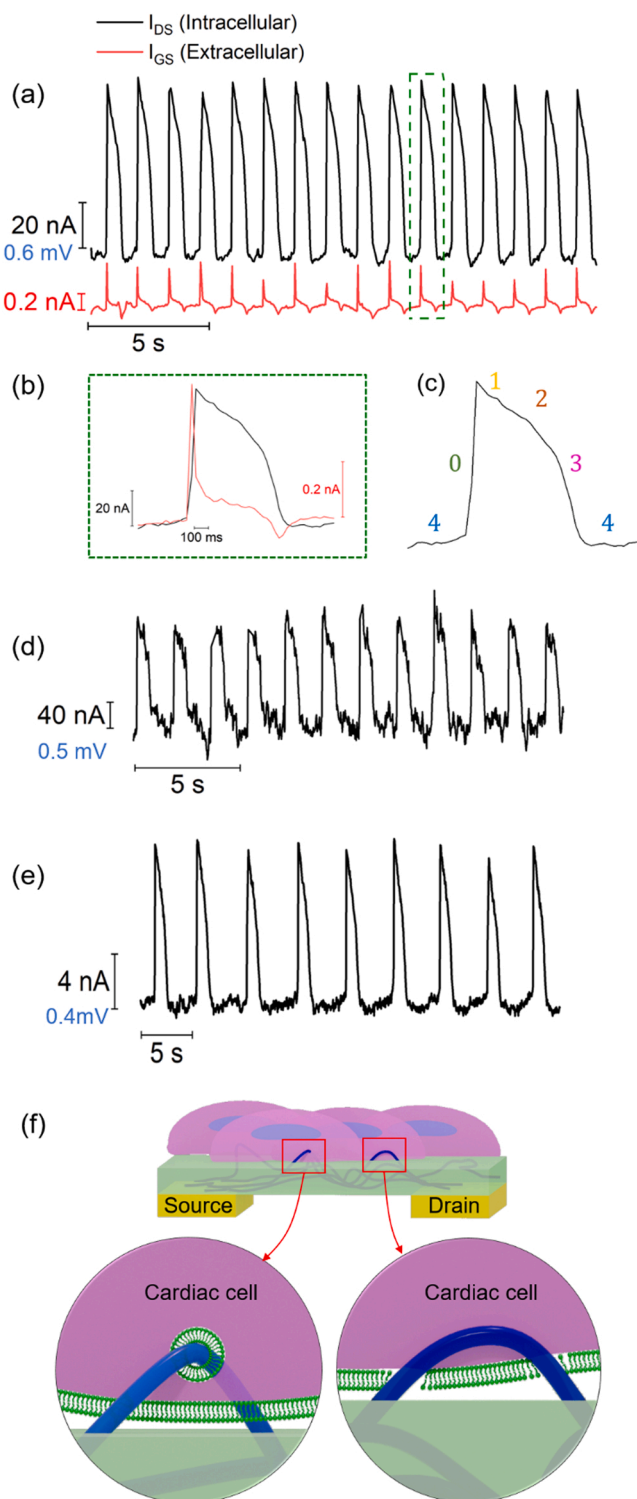 I_DS (Intracellular)
I_GS (Extracellular)
(a)
20 nA
0.6 mV
0.2 nA
5 s
(b)
20 nA
0.2 nA
100 ms
(c)
0
1
2
3
4
4
(d)
40 nA
0.5 mV
5 s
(e)
4 nA
0.4mV
5 s
(f)
Source
Drain
Cardiac cell
Cardiac cell